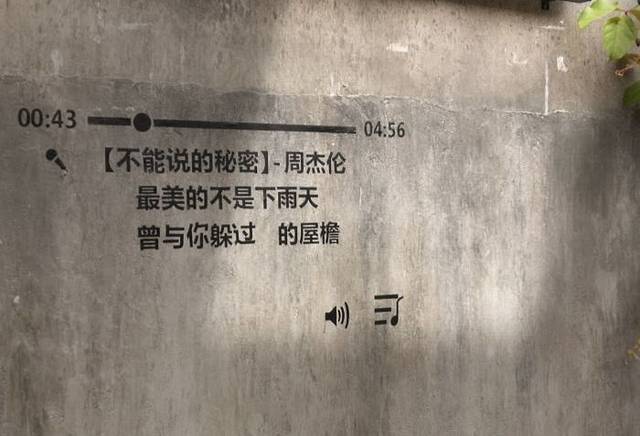 00:43 04:56
【不能说的秘密】-周杰伦
最美的不是下雨天
曾与你躲过 的屋檐